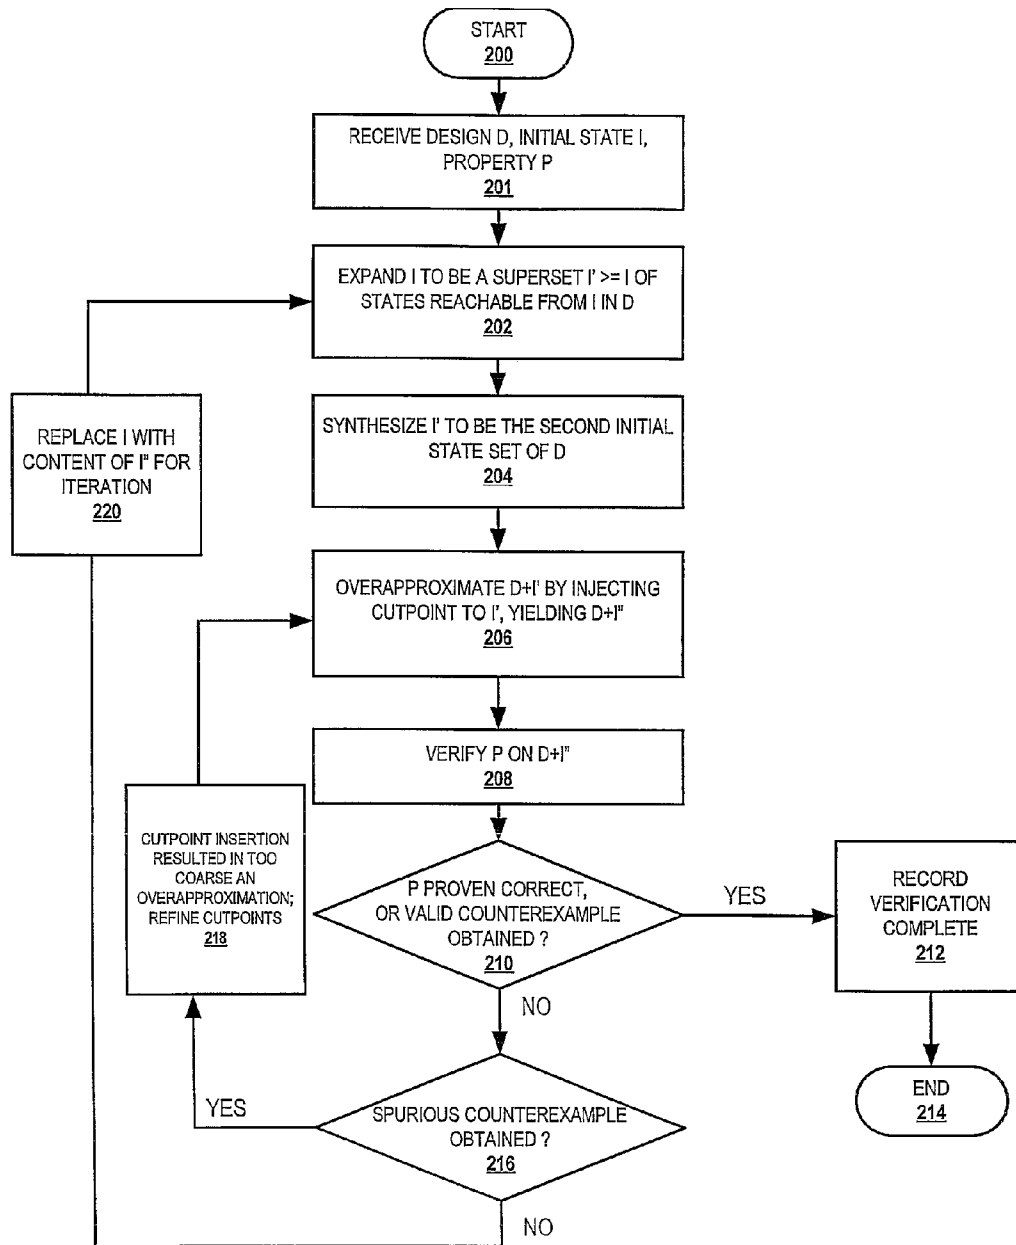 START
200
RECEIVE DESIGN D, INITIAL STATE I,
PROPERTY P
201
EXPAND I TO BE A SUPERSET I' >= I OF
STATES REACHABLE FROM I IN D
202
SYNTHESIZE I' TO BE THE SECOND INITIAL
STATE SET OF D
204
REPLACE I WITH
CONTENT OF I" FOR
ITERATION
220
OVERAPPROXIMATE D+I' BY INJECTING
CUTPOINT TO I', YIELDING D+I"
206
VERIFY P ON D+I"
208
CUTPOINT INSERTION
RESULTED IN TOO
COARSE AN
OVERAPPROXIMATION;
REFINE CUTPOINTS
218
P PROVEN CORRECT,
OR VALID COUNTEREXAMPLE
OBTAINED ?
210
YES
RECORD
VERIFICATION
COMPLETE
212
NO
END
214
YES
SPURIOUS COUNTEREXAMPLE
OBTAINED ?
216
NO